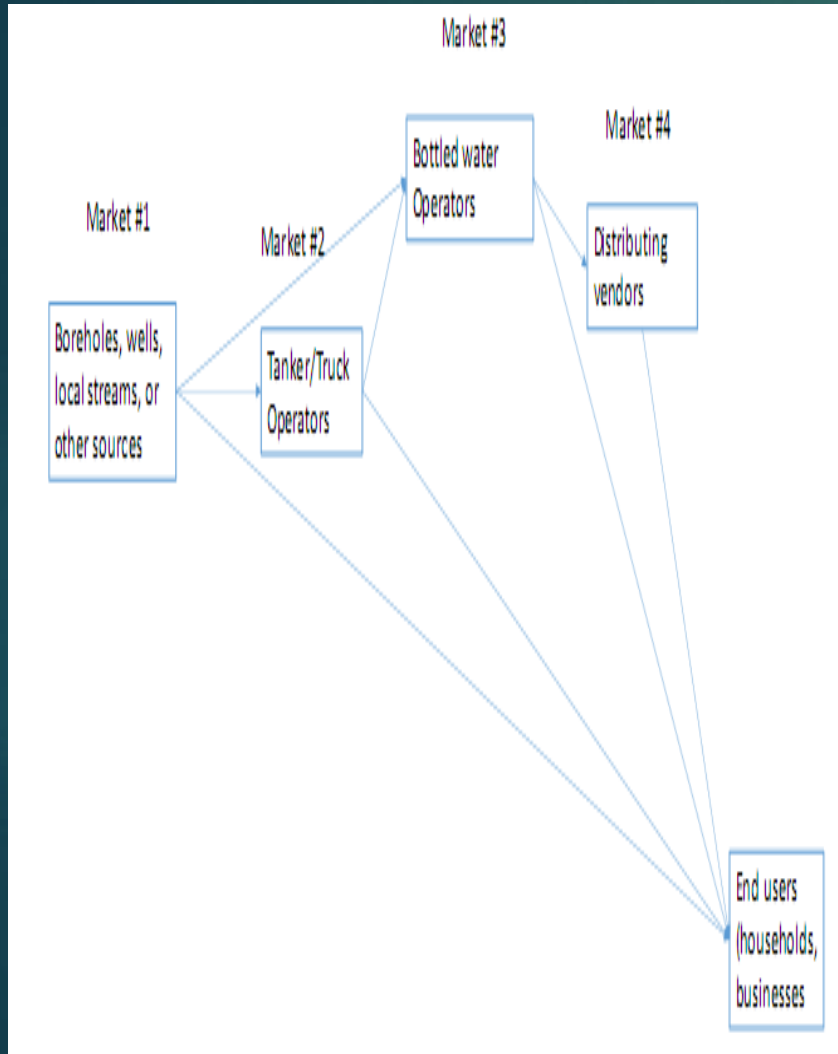 Market #3
Market #4
Bottled water
Operators
Market #1
Market #2
Distributing
vendors
Boreholes, wells,
local streams, or
other sources
Tanker/Truck
Operators
End users
(households,
businesses